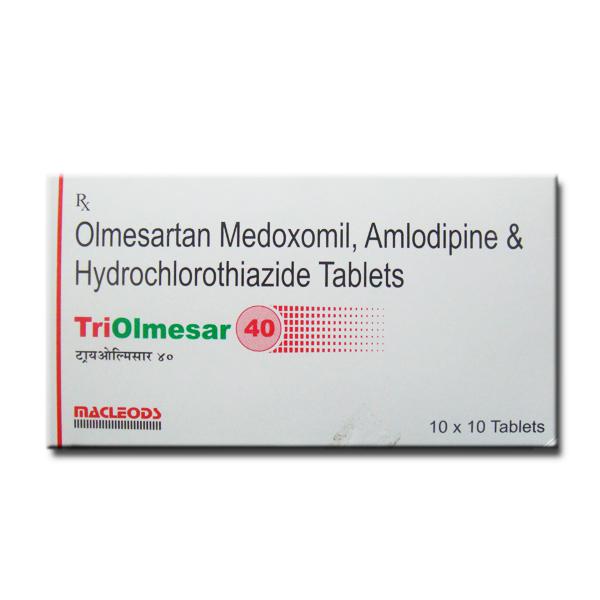 Rx
Olmesartan Medoxomil, Amlodipine &
Hydrochlorothiazide Tablets
TriOlmesar 40
ट्रायओल्मिसार ४०
MACLEODS
10 x 10 Tablets